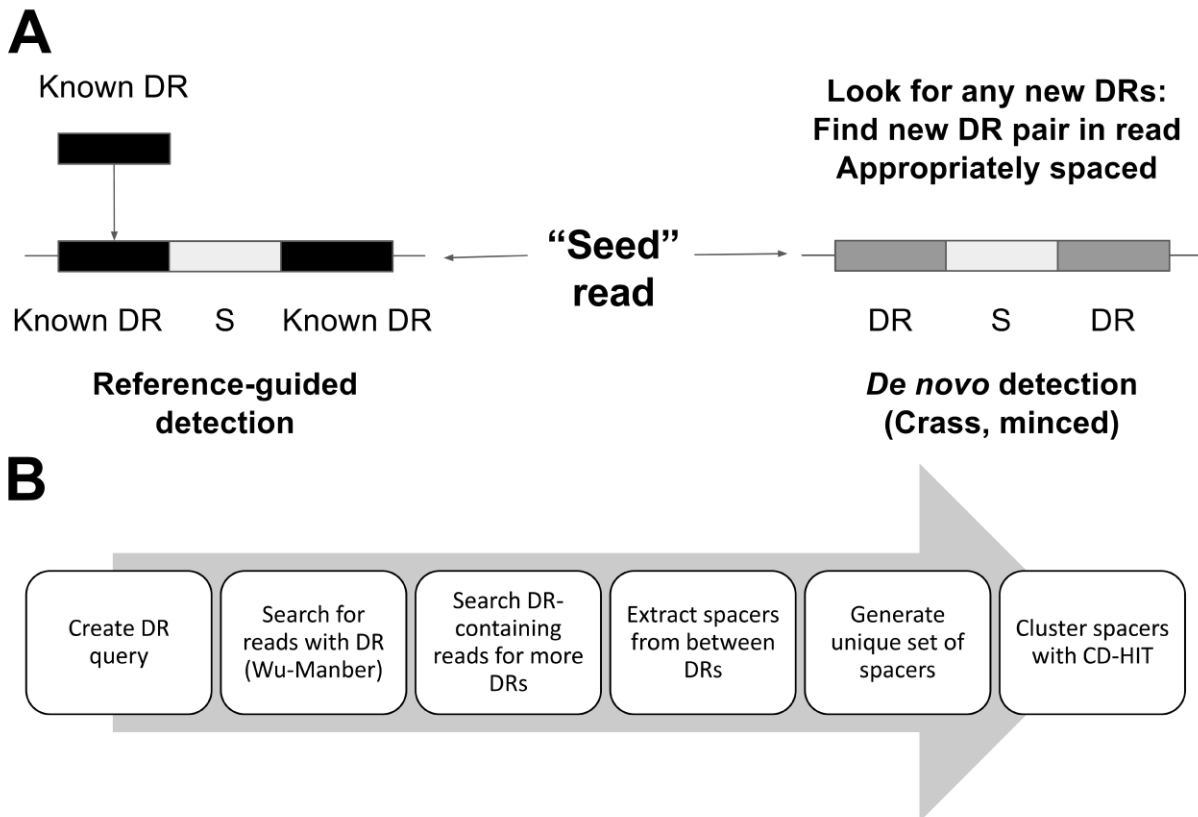 A
Known DR
Look for any new DRs:
Find new DR pair in read
Appropriately spaced
“Seed”
read
Known DR
S
Known DR
DR
S
DR
Reference-guided
detection
De novo detection
(Crass, minced)
B
Create DR
query
Search for
reads with DR
(Wu-Manber)
Search DR-
containing
reads for more
DRs
Extract spacers
from between
DRs
Generate
unique set of
spacers
Cluster spacers
with CD-HIT